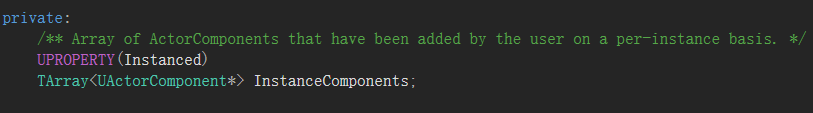 private:
/** Array of ActorComponents that have been added by the user on a per-instance basis. */
UPROPERTY(Instanced)
TArray<UActorComponent*> InstanceComponents;